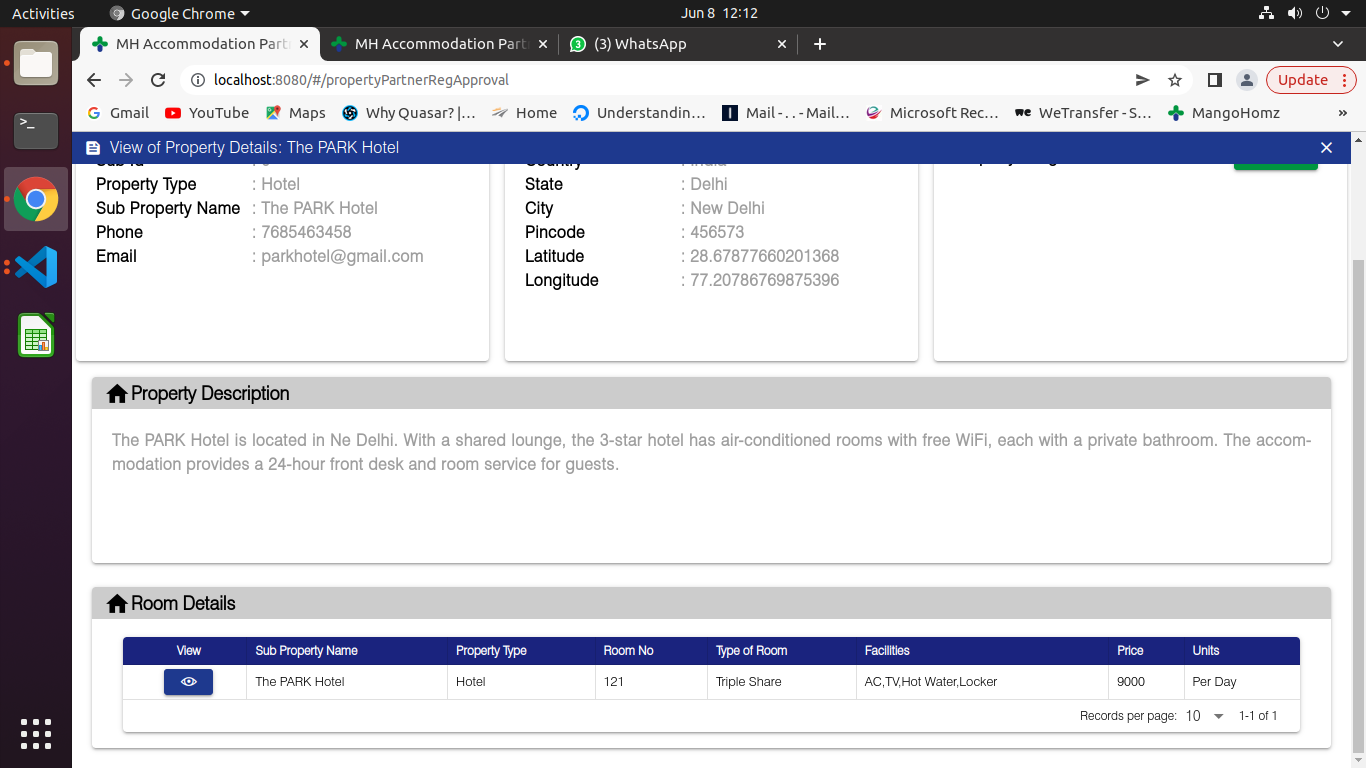 Activities Google Chrome Jun 8 12:12
MH Accommodation Part MH Accommodation Part 3 (3) WhatsApp
localhost:8080/#/propertyPartnerRegApproval Update
Gmail YouTube Maps Why Quasar? |… Home Understandin… Mail - . . - Mail… Microsoft Rec… we WeTransfer - S… MangoHomz »
View of Property Details: The PARK Hotel
Property Type : Hotel
Sub Property Name : The PARK Hotel
Phone : 7685463458
Email : parkhotel@gmail.com
Country : India
State : Delhi
City : New Delhi
Pincode : 456573
Latitude : 28.67877660201368
Longitude : 77.20786769875396
Property Description
The PARK Hotel is located in Ne Delhi. With a shared lounge, the 3-star hotel has air-conditioned rooms with free WiFi, each with a private bathroom. The accom-
modation provides a 24-hour front desk and room service for guests.
Room Details
View Sub Property Name Property Type Room No Type of Room Facilities Price Units
The PARK Hotel Hotel 121 Triple Share AC,TV,Hot Water,Locker 9000 Per Day
Records per page: 10 1-1 of 1